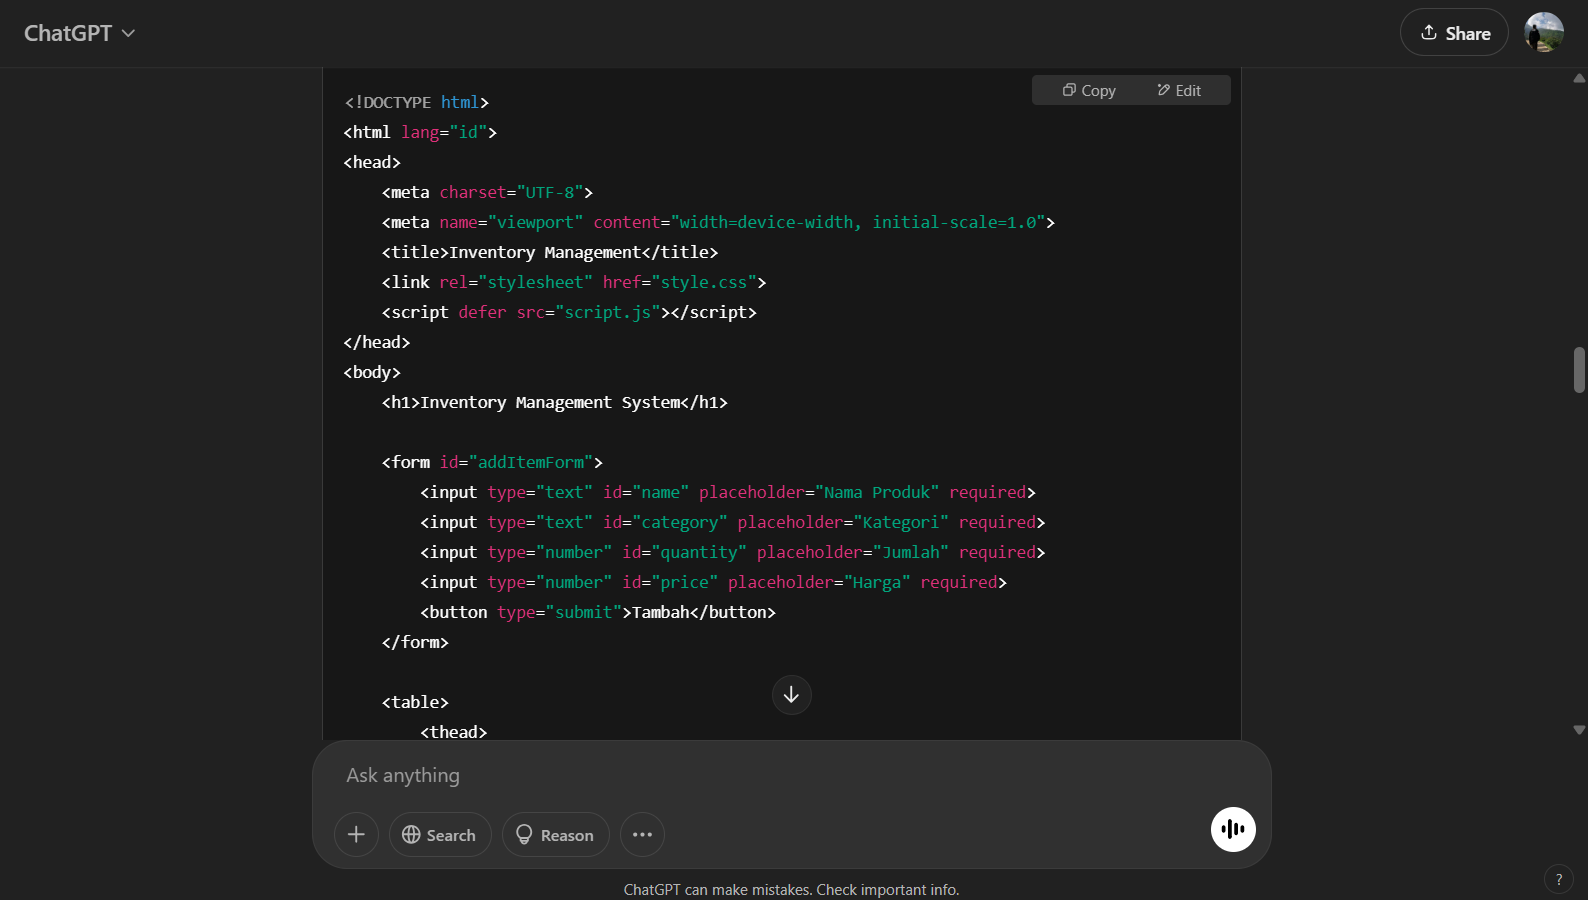 ChatGPT
Share
Copy Edit
<!DOCTYPE html>
<html lang="id">
<head>
    <meta charset="UTF-8">
    <meta name="viewport" content="width=device-width, initial-scale=1.0">
    <title>Inventory Management</title>
    <link rel="stylesheet" href="style.css">
    <script defer src="script.js"></script>
</head>
<body>
    <h1>Inventory Management System</h1>

    <form id="addItemForm">
        <input type="text" id="name" placeholder="Nama Produk" required>
        <input type="text" id="category" placeholder="Kategori" required>
        <input type="number" id="quantity" placeholder="Jumlah" required>
        <input type="number" id="price" placeholder="Harga" required>
        <button type="submit">Tambah</button>
    </form>

    <table>
        <thead>
Ask anything
Search Reason
ChatGPT can make mistakes. Check important info.
?